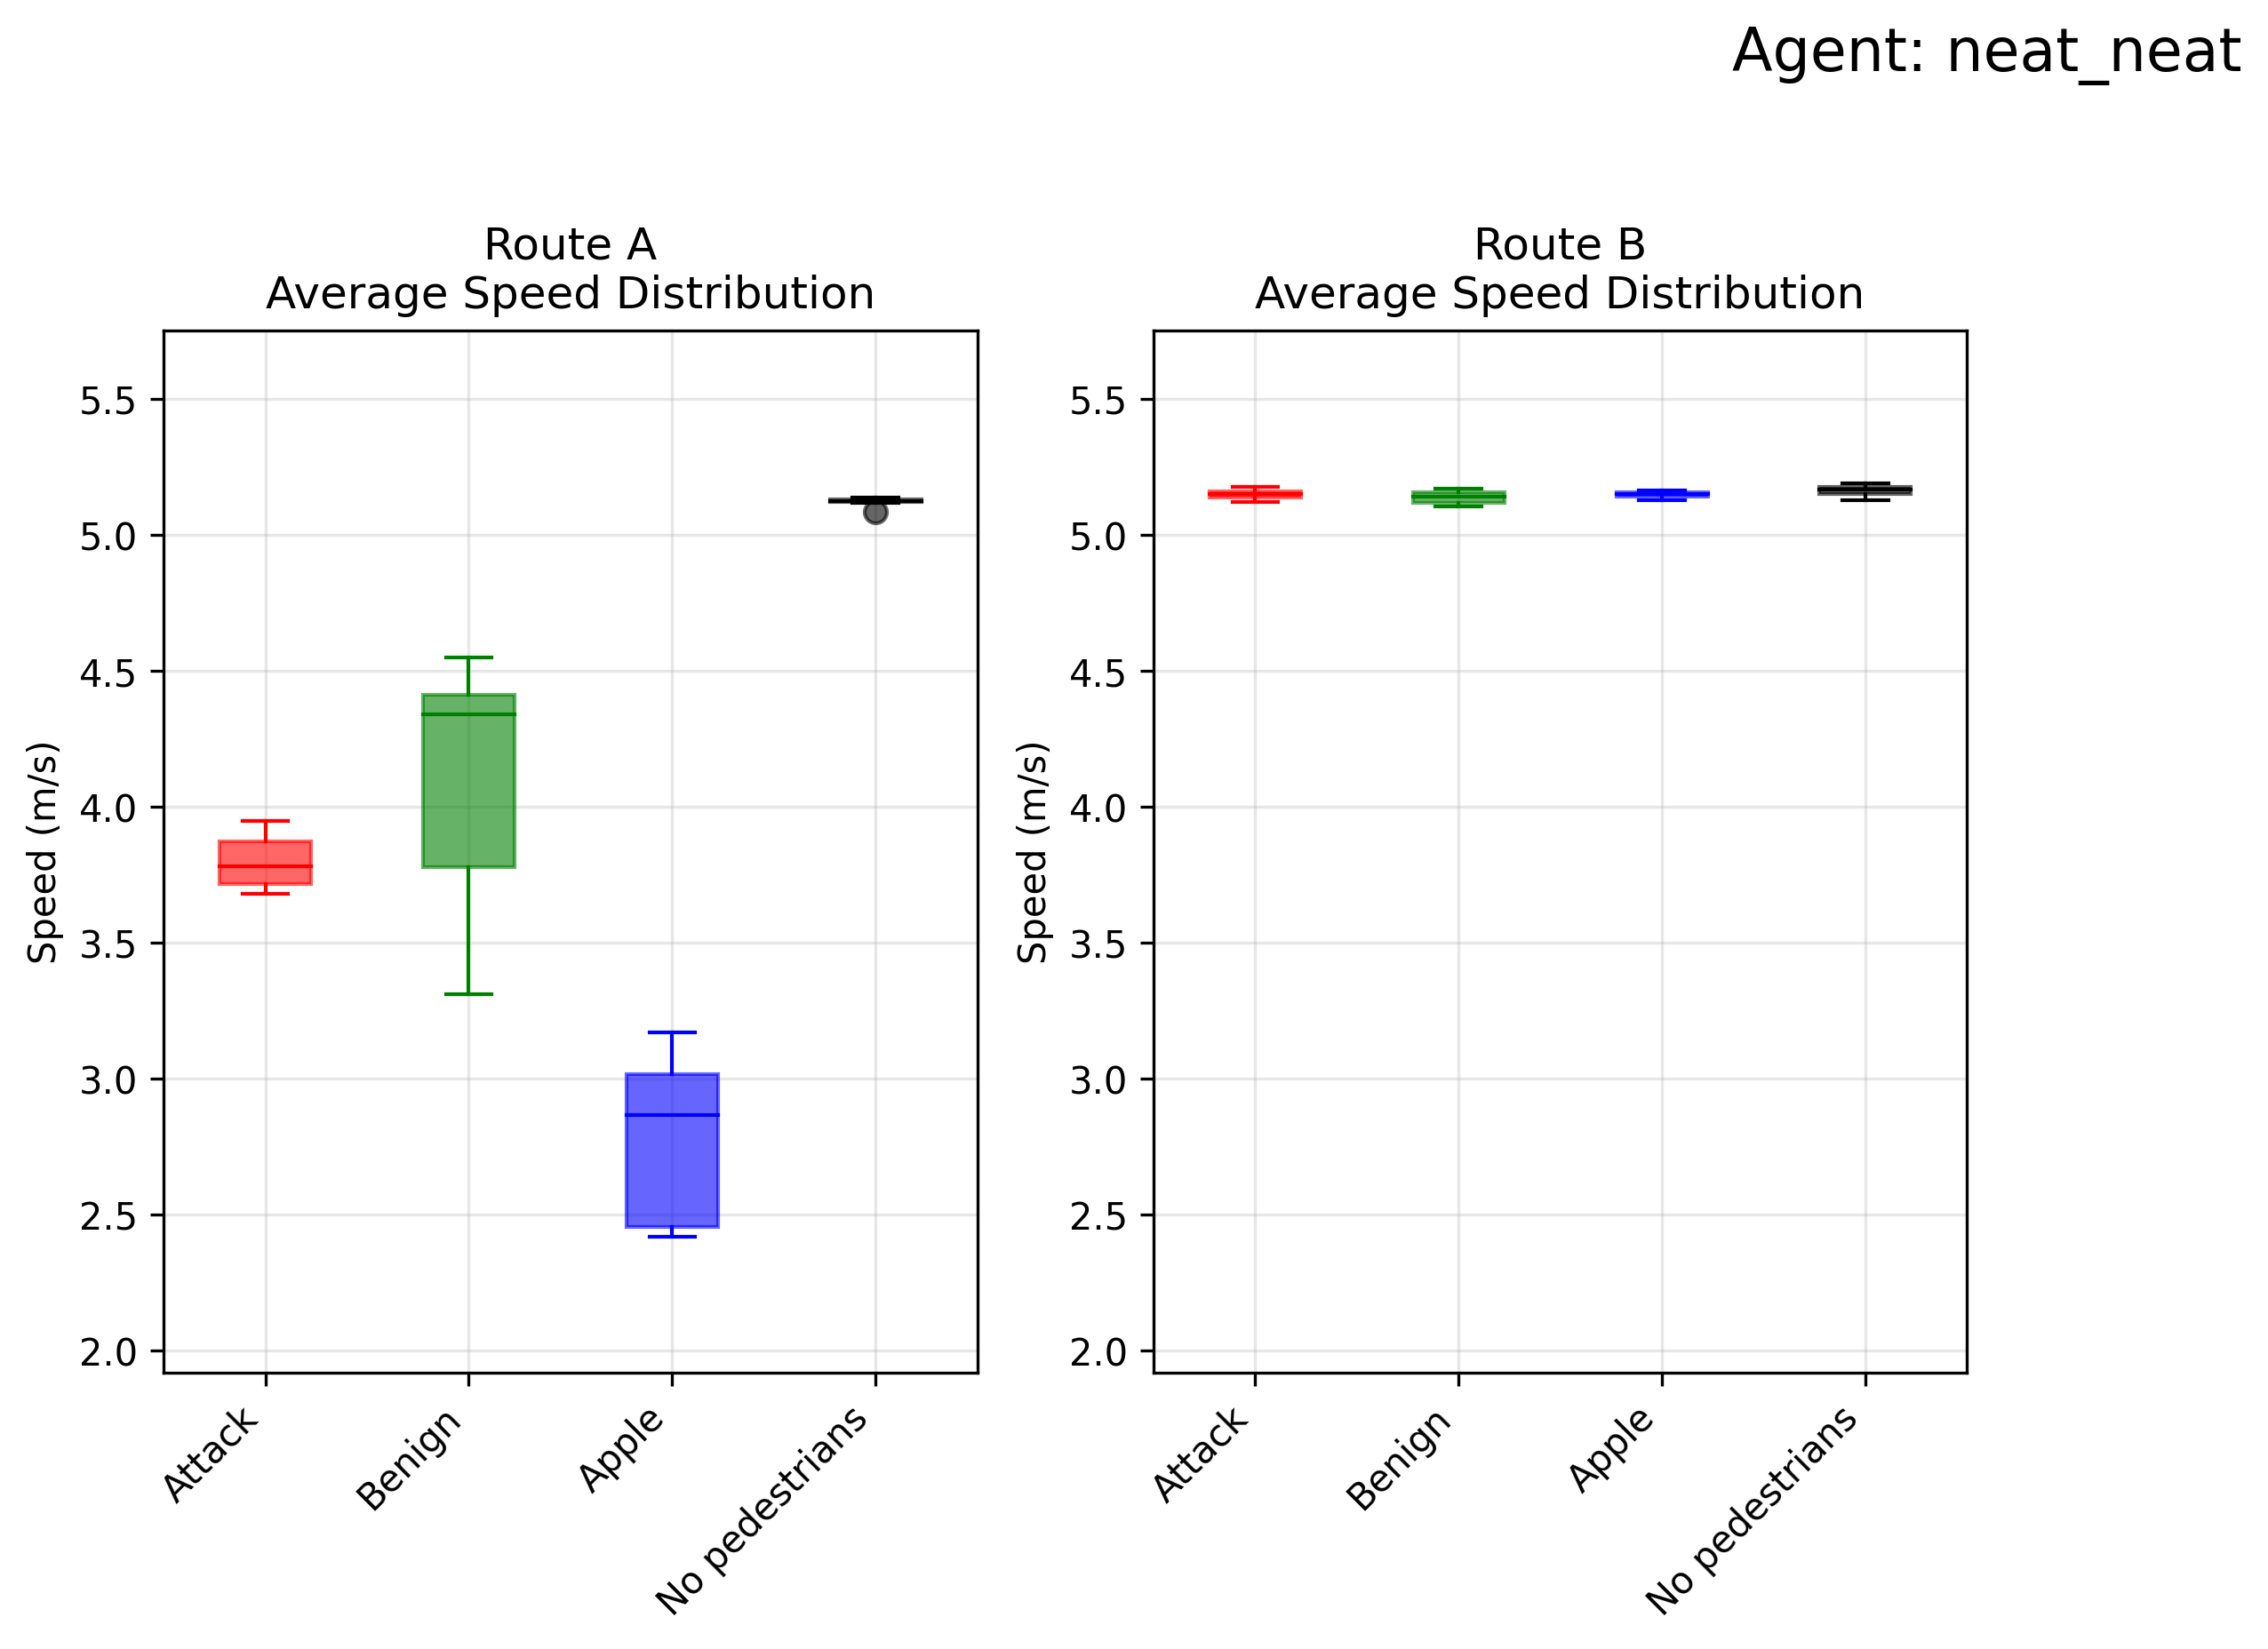 Agent: neat_neat
Route A
Average Speed Distribution
Speed (m/s)
5.5
5.0
4.5
4.0
3.5
3.0
2.5
2.0
Attack
Benign
Apple
No pedestrians
Route B
Average Speed Distribution
Speed (m/s)
5.5
5.0
4.5
4.0
3.5
3.0
2.5
2.0
Attack
Benign
Apple
No pedestrians